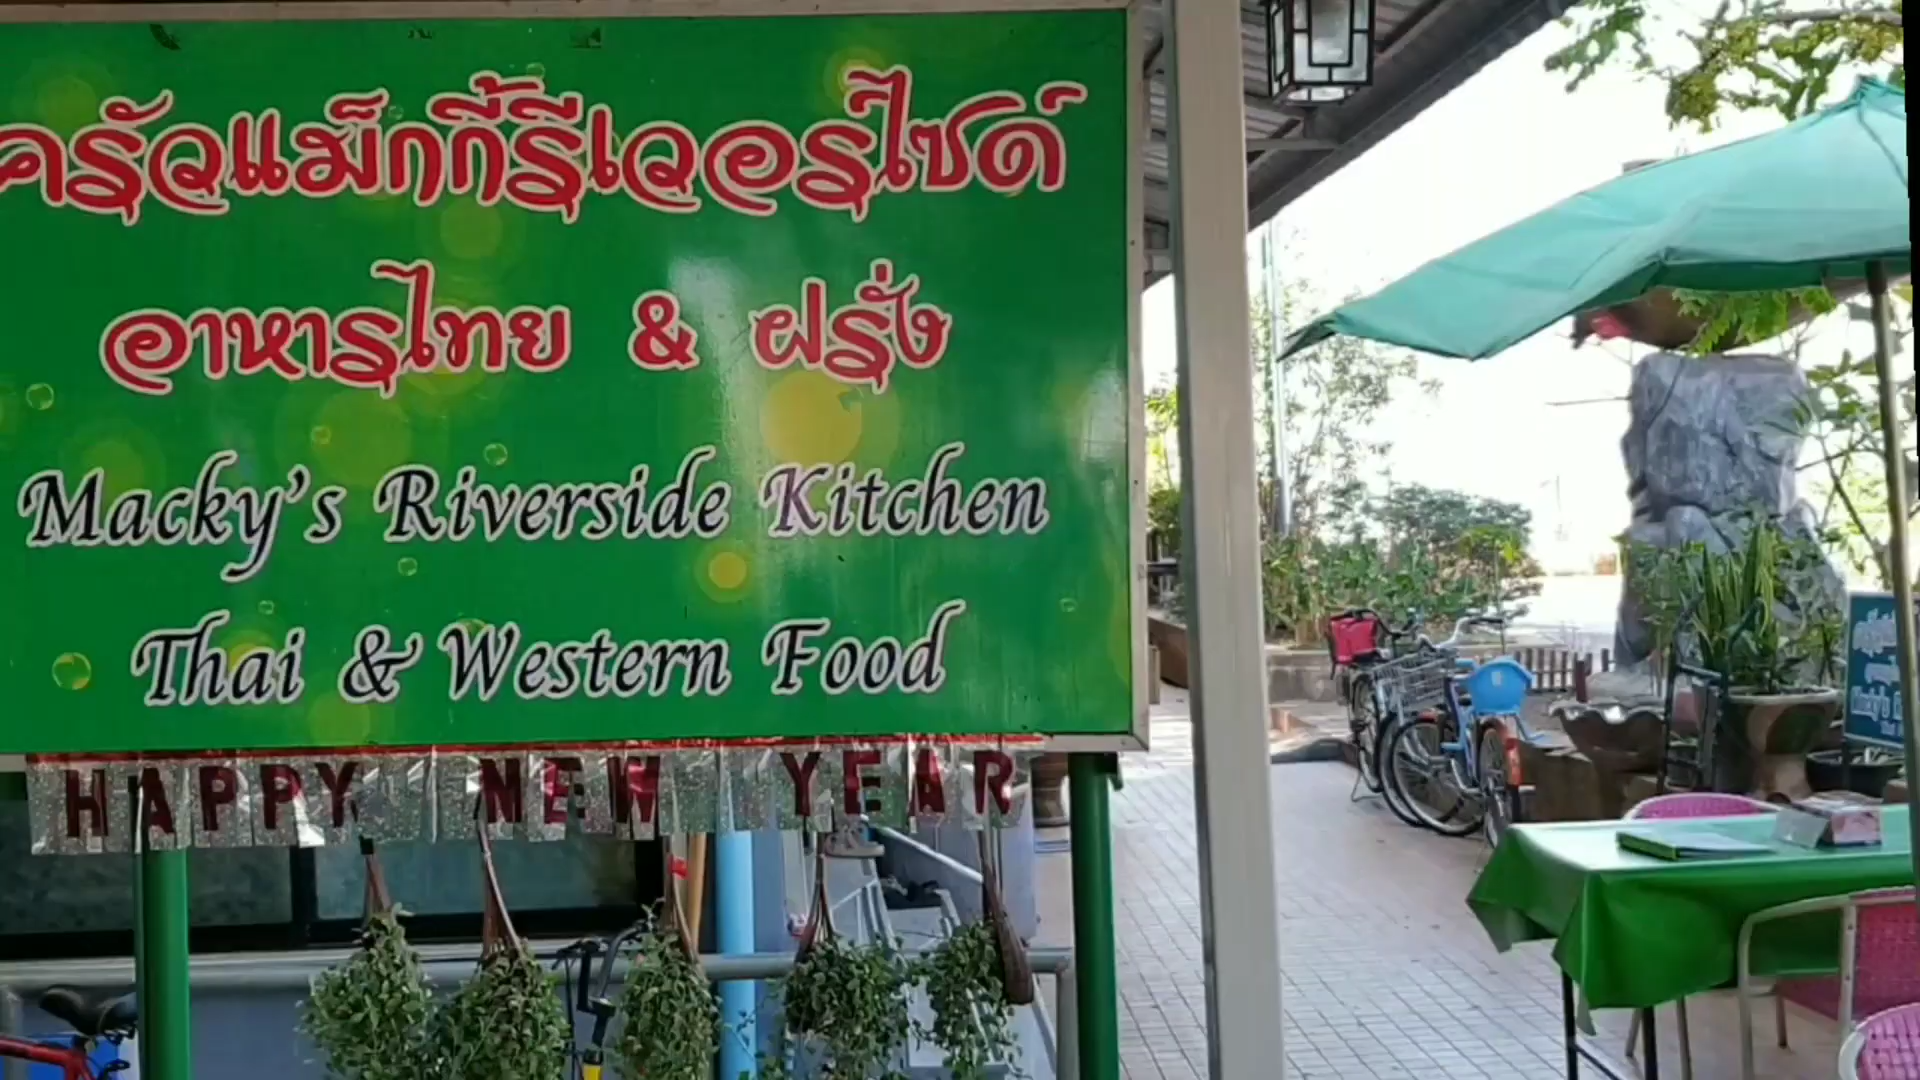 ครัวแม็กกี้รีเวอรไซด์
อาหารไทย & ฝรั่ง
Macky's Riverside Kitchen
Thai & Western Food
HAPPY NEW YEAR